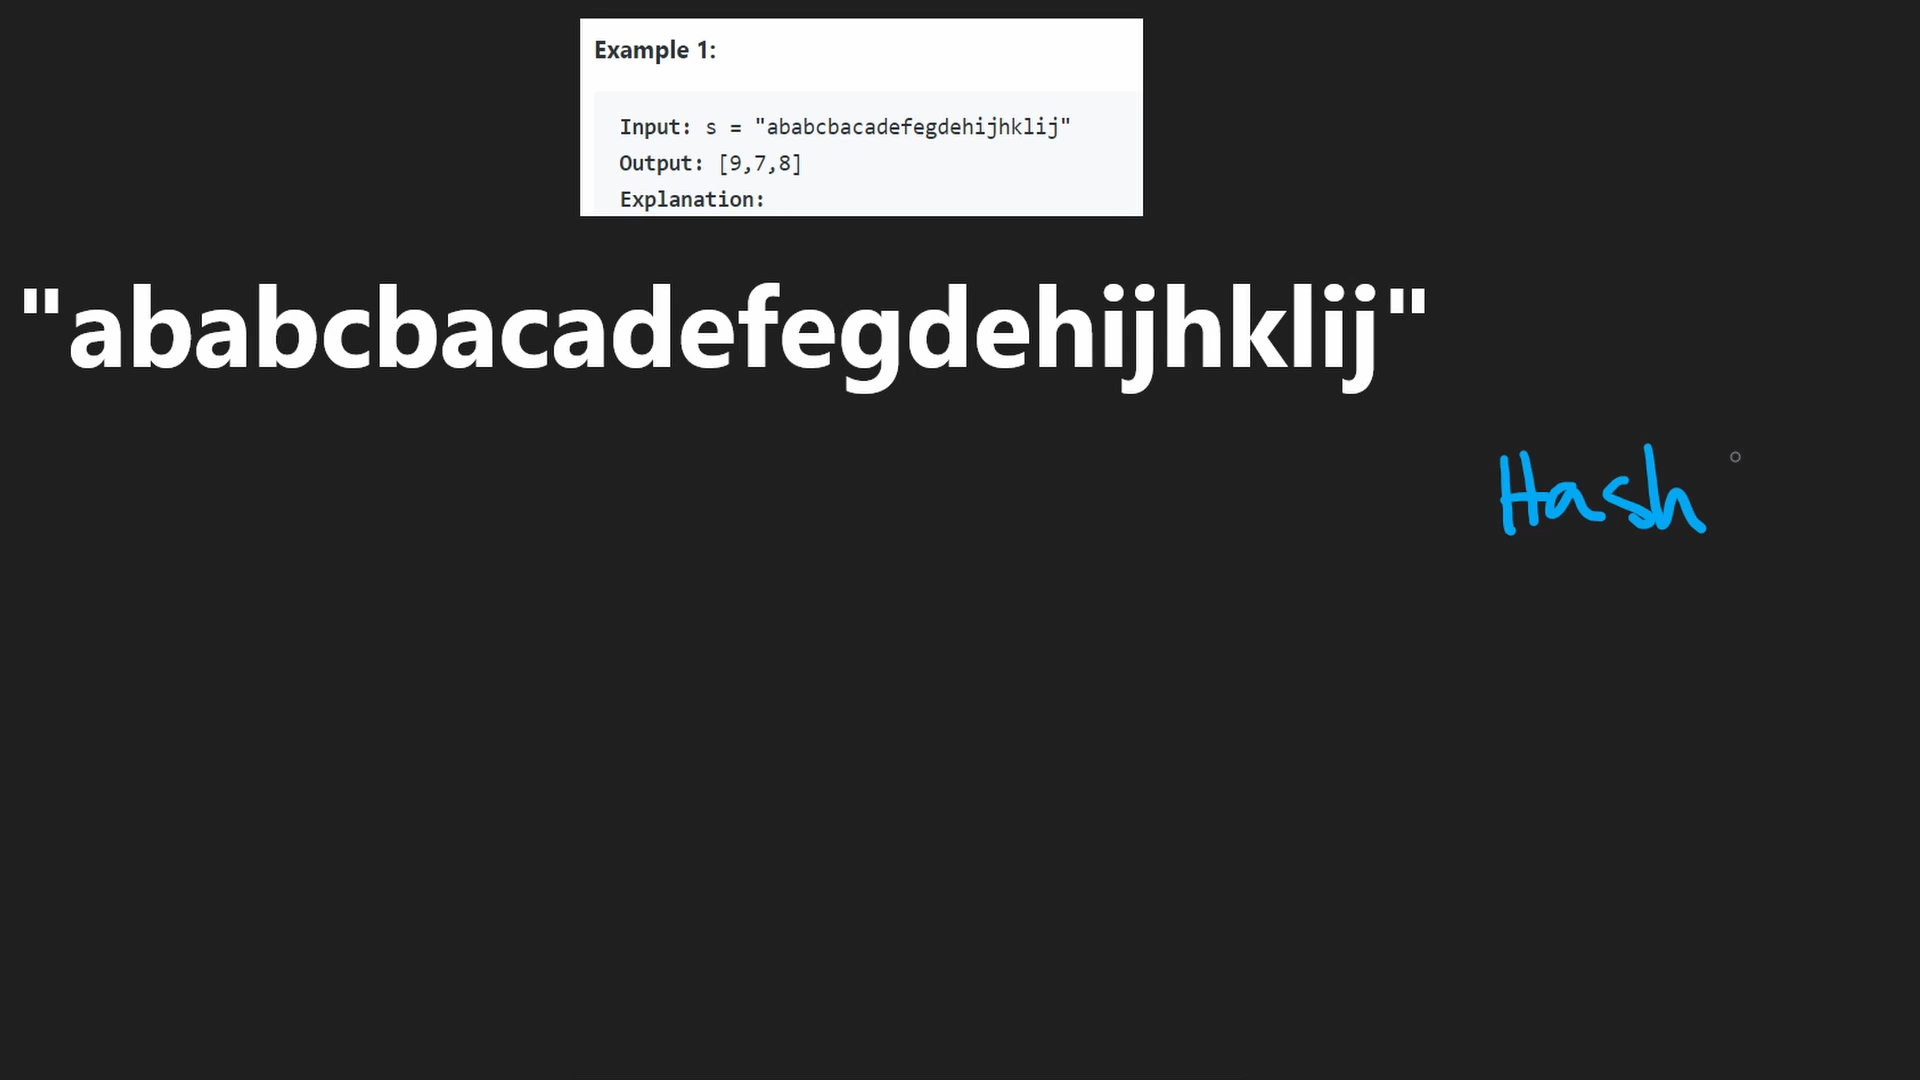 Example 1:
Input: s = "ababcbacadefegdehijhklij"
Output: [9,7,8]
Explanation:
"ababcbacadefegdehijhklij"
Hash